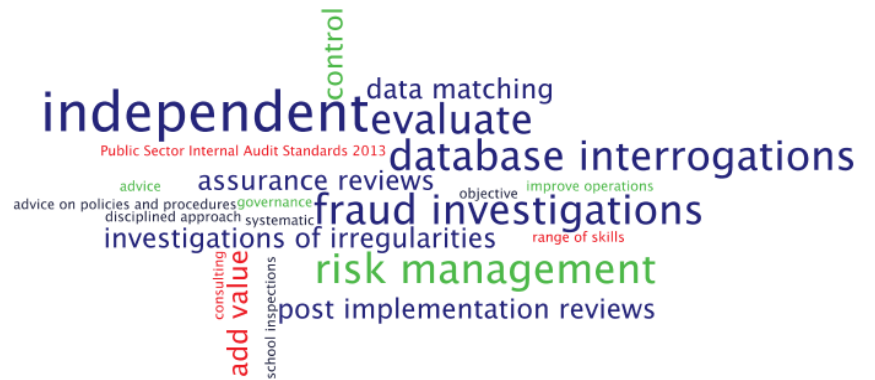 control
data matching
independent
evaluate
Public Sector Internal Audit Standards 2013
database interrogations
assurance reviews
advice
objective
improve operations
advice on policies and procedures
governance
fraud investigations
disciplined approach
systematic
investigations of irregularities
range of skills
consulting
add value
school inspections
risk management
post implementation reviews